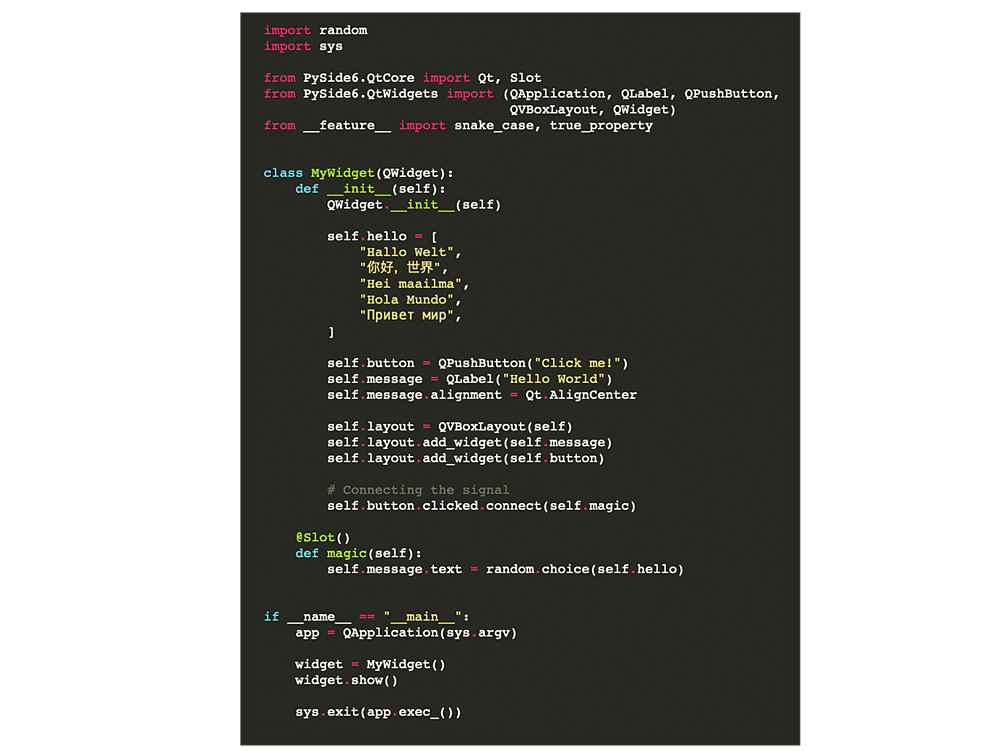 import random
import sys
from PySide6.QtCore import Qt, Slot
from PySide6.QtWidgets import (QApplication, QLabel, QPushButton,
QVBoxLayout, QWidget)
from __feature__ import snake_case, true_property
class MyWidget(QWidget):
def __init__(self):
QWidget.__init__(self)
self.hello = [
"Hallo Welt",
"你好，世界",
"Hei maailma",
"Hola Mundo",
"Привет мир",
]
self.button = QPushButton("Click me!")
self.message = QLabel("Hello World")
self.message.alignment = Qt.AlignCenter
self.layout = QVBoxLayout(self)
self.layout.add_widget(self.message)
self.layout.add_widget(self.button)
# Connecting the signal
self.button.clicked.connect(self.magic)
@Slot()
def magic(self):
self.message.text = random.choice(self.hello)
if __name__ == "__main__":
app = QApplication(sys.argv)
widget = MyWidget()
widget.show()
sys.exit(app.exec_())